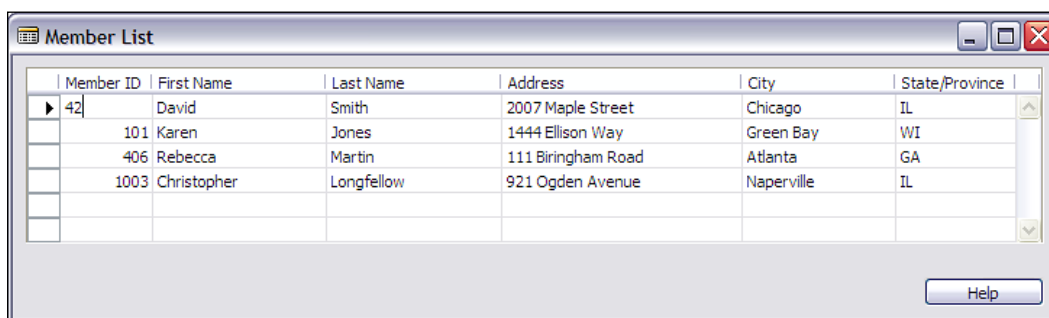 Member List
Member ID First Name Last Name Address City State/Province
42 David Smith 2007 Maple Street Chicago IL
101 Karen Jones 1444 Ellison Way Green Bay WI
406 Rebecca Martin 111 Biringham Road Atlanta GA
1003 Christopher Longfellow 921 Ogden Avenue Naperville IL
Help